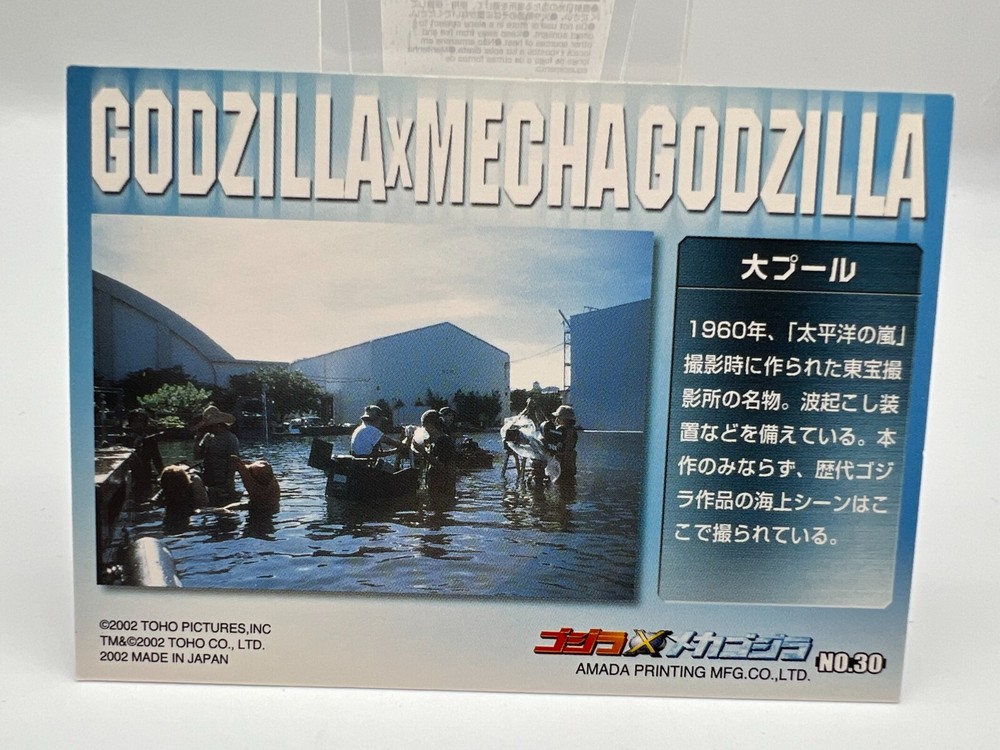 GODZILLA×MECHAGODZILLA
大プール
1960年、「太平洋の嵐」
撮影時に作られた東宝撮
影所の名物。波起こし装
置などを備えている。本
作のみならず、歴代ゴジ
ラ作品の海上シーンはこ
こで撮られている。
©2002 TOHO PICTURES,INC
TM&©2002 TOHO CO., LTD.
2002 MADE IN JAPAN
ゴジラ×メカゴジラ
AMADA PRINTING MFG.CO.,LTD.
NO.30